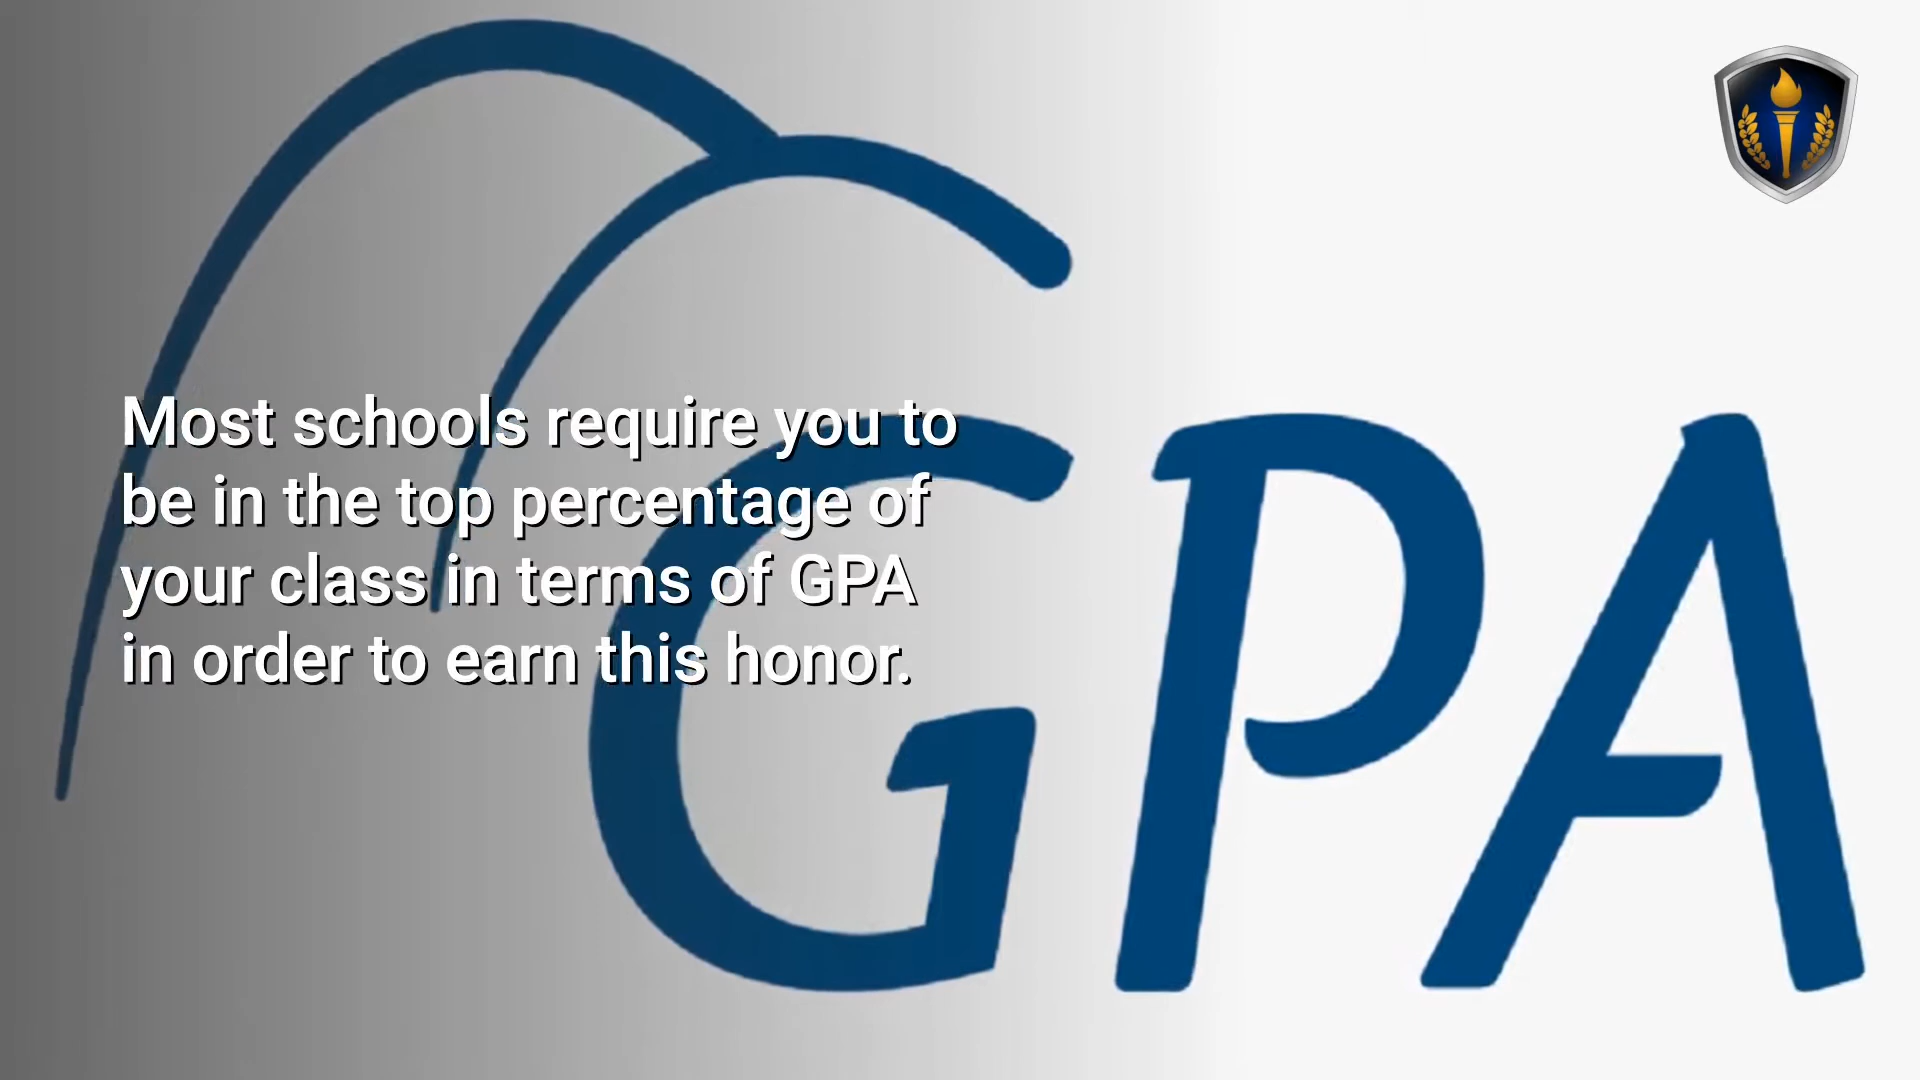 Most schools require you to
be in the top percentage of
your class in terms of GPA
in order to earn this honor.
GPA